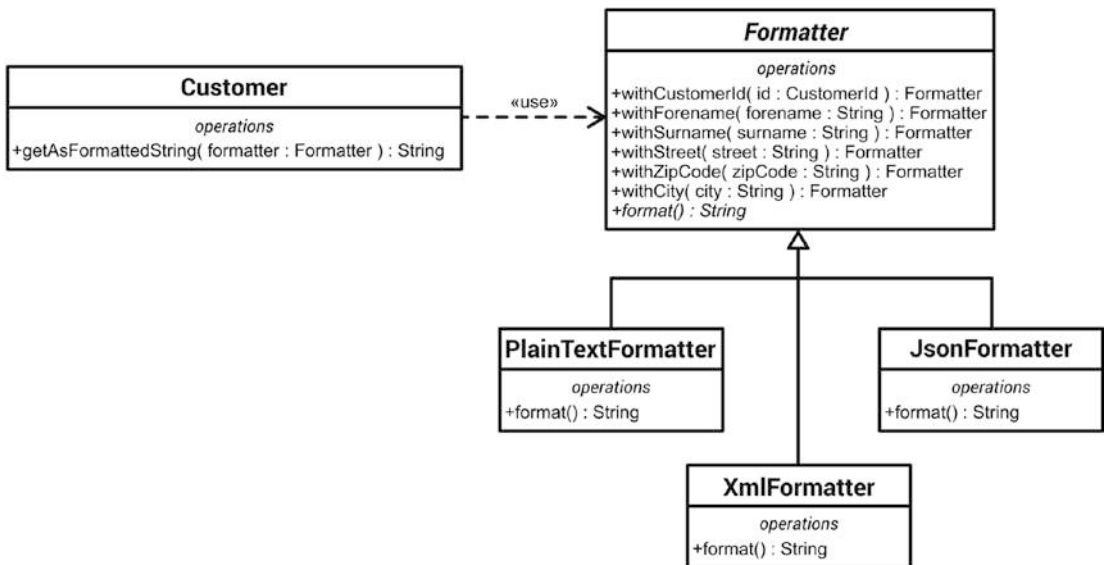 Formatter
operations
+withCustomerId( id : CustomerId ) : Formatter
+withForename( forename : String ) : Formatter
+withSurname( surname : String ) : Formatter
+withStreet( street : String ) : Formatter
+withZipCode( zipCode : String ) : Formatter
+withCity( city : String ) : Formatter
+format() : String
Customer
operations
+getAsFormattedString( formatter : Formatter ) : String
«use»
PlainTextFormatter
operations
+format() : String
JsonFormatter
operations
+format() : String
XmlFormatter
operations
+format() : String